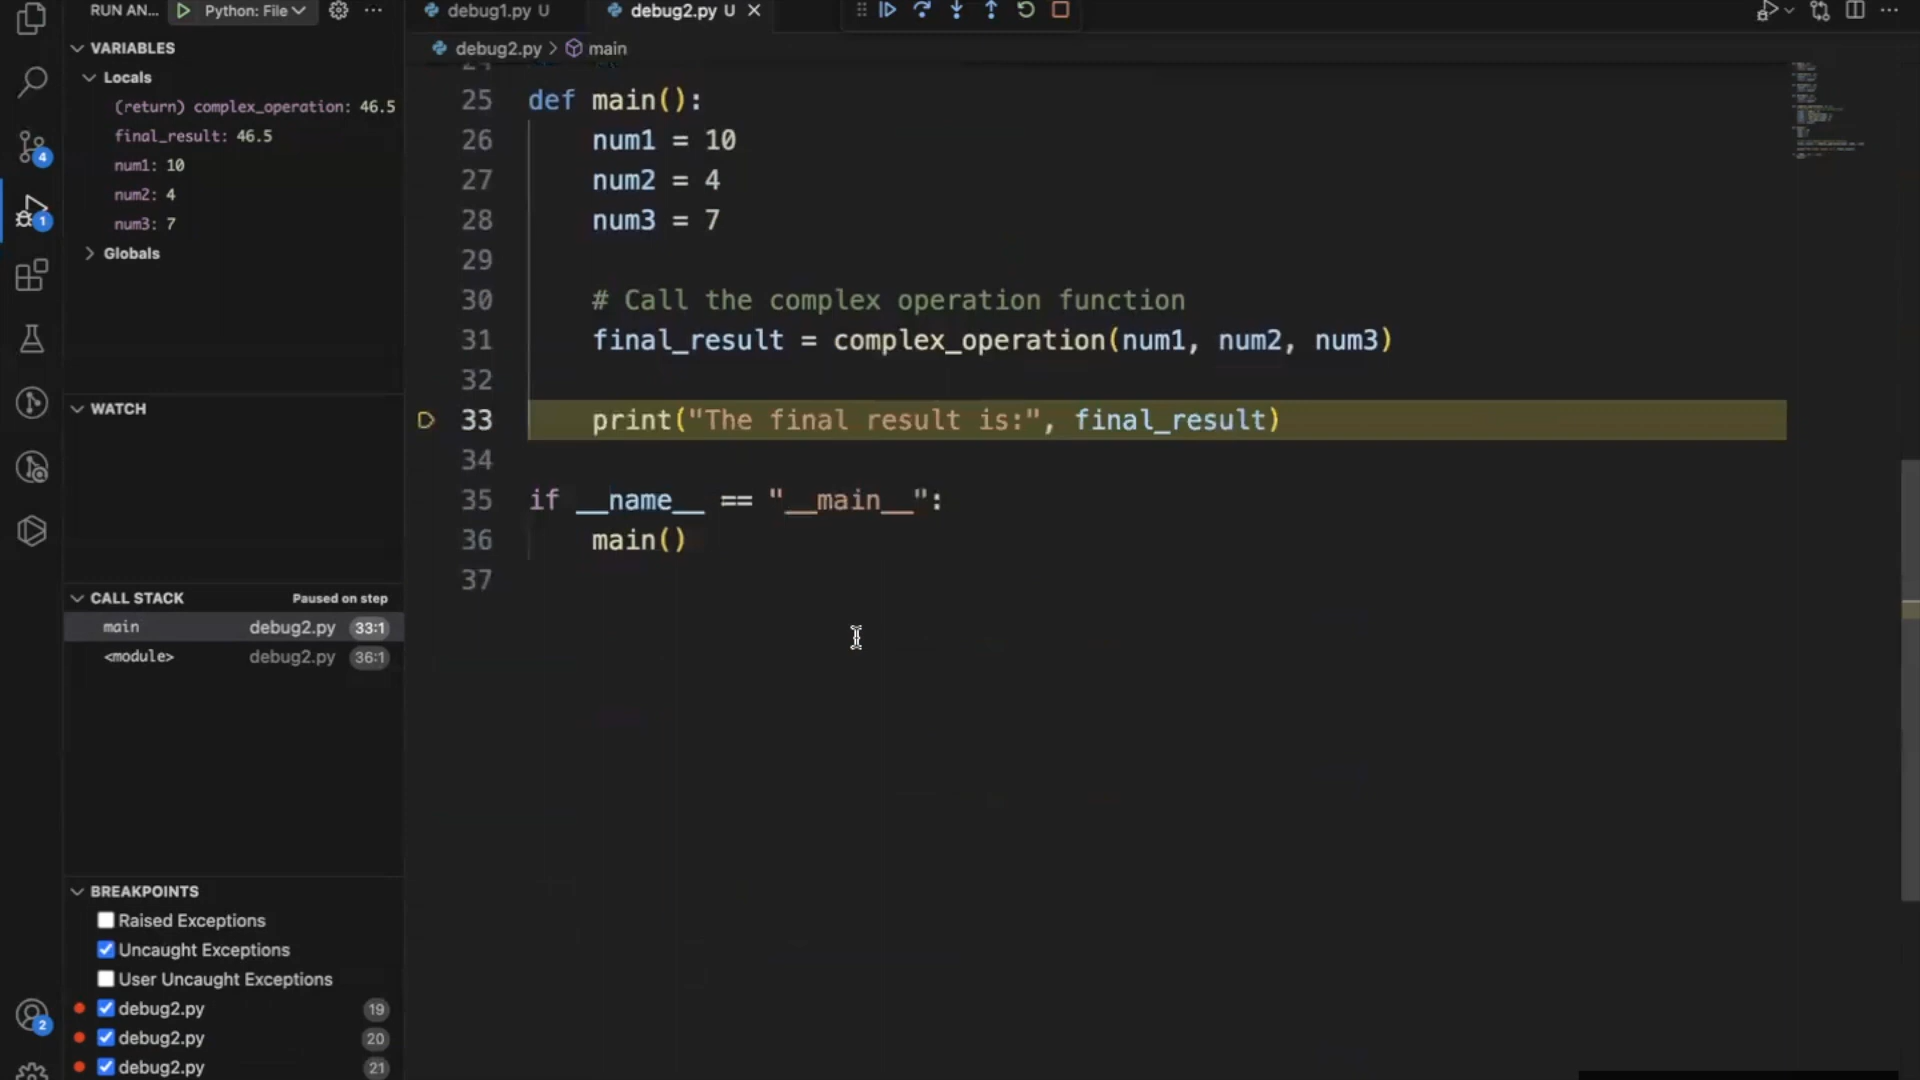 RUN AN... Python: File
debug1.py U debug2.py U
VARIABLES
Locals
(return) complex_operation: 46.5
final_result: 46.5
num1: 10
num2: 4
num3: 7
Globals
WATCH
CALL STACK Paused on step
main debug2.py 33:1
<module> debug2.py 36:1
BREAKPOINTS
Raised Exceptions
Uncaught Exceptions
User Uncaught Exceptions
debug2.py 19
debug2.py 20
debug2.py 21
4
1
2
debug2.py > main
24
25 def main():
26 num1 = 10
27 num2 = 4
28 num3 = 7
29
30 # Call the complex operation function
31 final_result = complex_operation(num1, num2, num3)
32
33 print("The final result is:", final_result)
34
35 if __name__ == "__main__":
36 main()
37